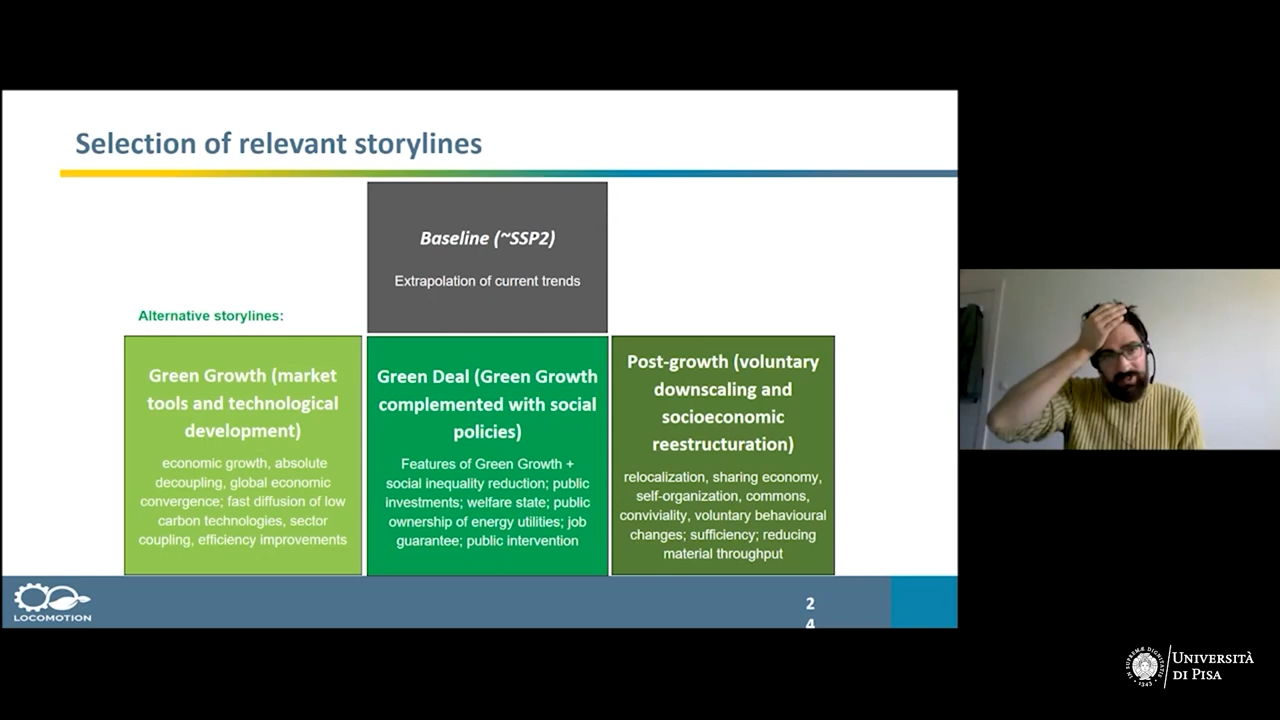 Selection of relevant storylines
Baseline (~SSP2)
Extrapolation of current trends
Alternative storylines:
Green Growth (market
tools and technological
development)
economic growth, absolute
decoupling, global economic
convergence; fast diffusion of low
carbon technologies, sector
coupling, efficiency improvements
Green Deal (Green Growth
complemented with social
policies)
Features of Green Growth +
social inequality reduction; public
investments; welfare state; public
ownership of energy utilities; job
guarantee; public intervention
Post-growth (voluntary
downscaling and
socioeconomic
reestructuration)
relocalization, sharing economy,
self-organization, commons,
conviviality, voluntary behavioural
changes; sufficiency; reducing
material throughput
LOCOMOTION
2
4
IN SUPREMÆ DIGNITATIS
1343
UNIVERSITÀ
DI PISA